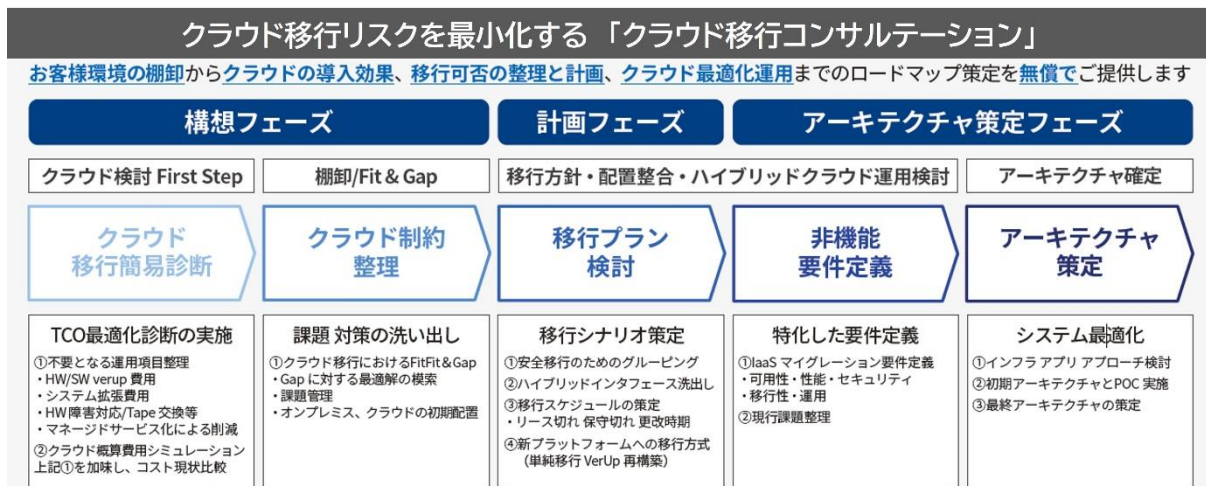 クラウド移行リスクを最小化する 「クラウド移行コンサルテーション」
お客様環境の棚卸からクラウドの導入効果、移行可否の整理と計画、クラウド最適化運用までのロードマップ策定を無償でご提供します
構想フェーズ
計画フェーズ
アーキテクチャ策定フェーズ
クラウド検討 First Step
棚卸/Fit & Gap
移行方針・配置整合・ハイブリッドクラウド運用検討
アーキテクチャ確定
クラウド
移行簡易診断
クラウド制約
整理
移行プラン
検討
非機能
要件定義
アーキテクチャ
策定
TCO最適化診断の実施
①不要となる運用項目整理
・HW/SW verup 費用
・システム拡張費用
・HW 障害対応/Tape 交換等
・マネージドサービス化による削減
②クラウド概算費用シミュレーション
上記①を加味し、コスト現状比較
課題 対策の洗い出し
①クラウド移行におけるFitFit&Gap
・Gap に対する最適解の模索
・課題管理
・オンプレミス、クラウドの初期配置
移行シナリオ策定
①安全移行のためのグルーピング
②ハイブリッドインタフェース洗出し
③移行スケジュールの策定
・リース切れ 保守切れ 更改時期
④新プラットフォームへの移行方式
(単純移行 VerUp 再構築)
特化した要件定義
①IaaS マイグレーション要件定義
・可用性・性能・セキュリティ
・移行性・運用
②現行課題整理
システム最適化
①インフラ アプリ アプローチ検討
②初期アーキテクチャとPOC 実施
③最終アーキテクチャの策定